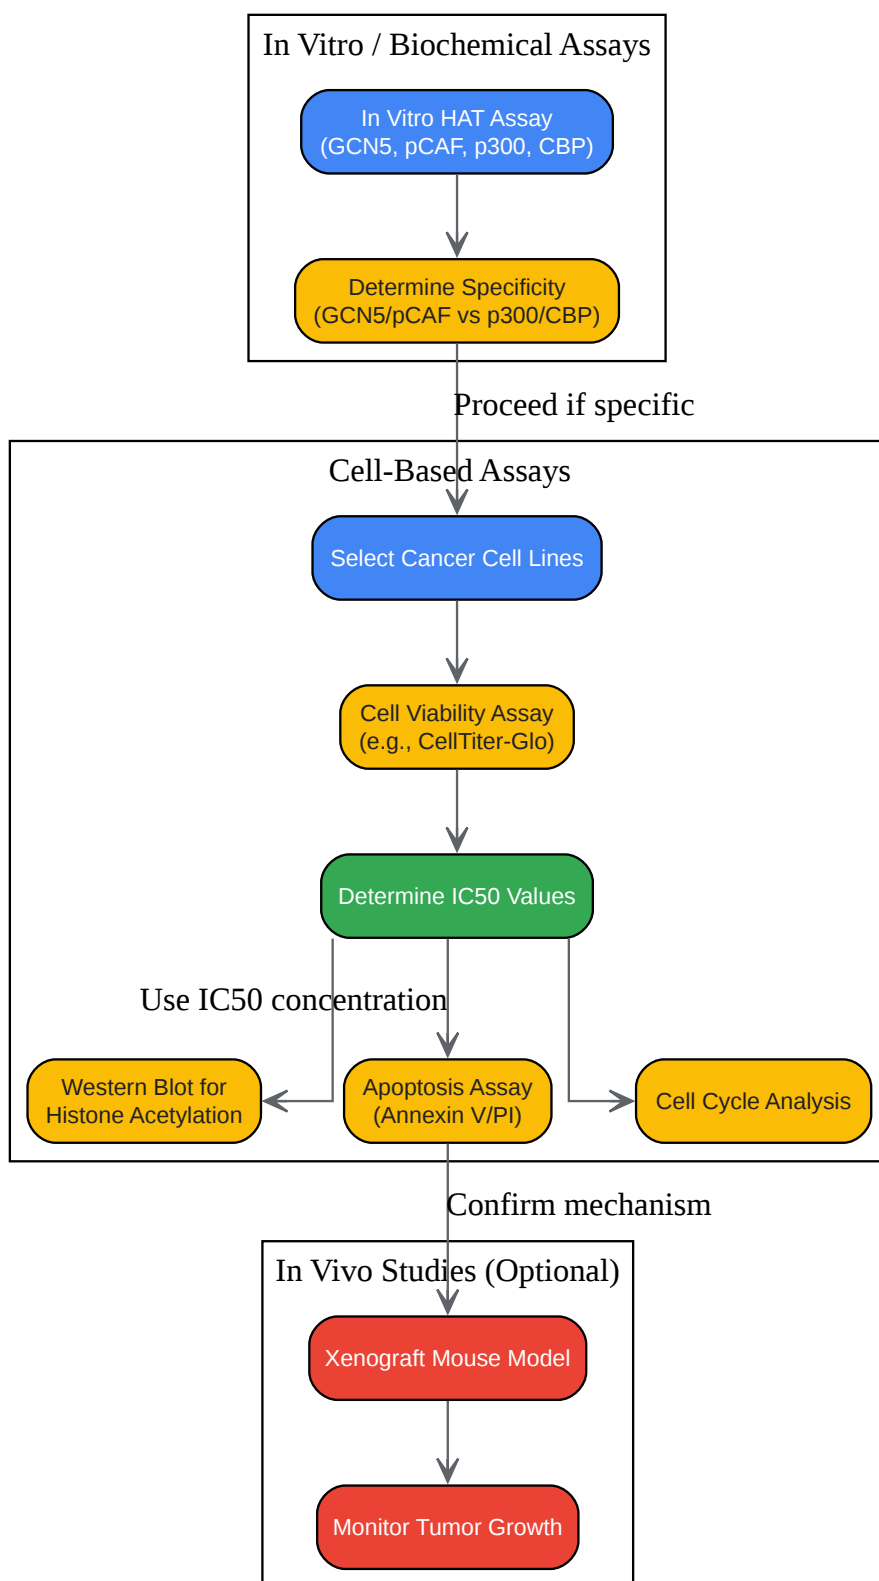 In Vitro / Biochemical Assays
In Vitro HAT Assay
(GCN5, pCAF, p300, CBP)
Determine Specificity
(GCN5/pCAF vs p300/CBP)
Proceed if specific
Cell-Based Assays
Select Cancer Cell Lines
Cell Viability Assay
(e.g., CellTiter-Glo)
Determine IC50 Values
Use IC50 concentration
Western Blot for
Histone Acetylation
Apoptosis Assay
(Annexin V/PI)
Cell Cycle Analysis
Confirm mechanism
In Vivo Studies (Optional)
Xenograft Mouse Model
Monitor Tumor Growth